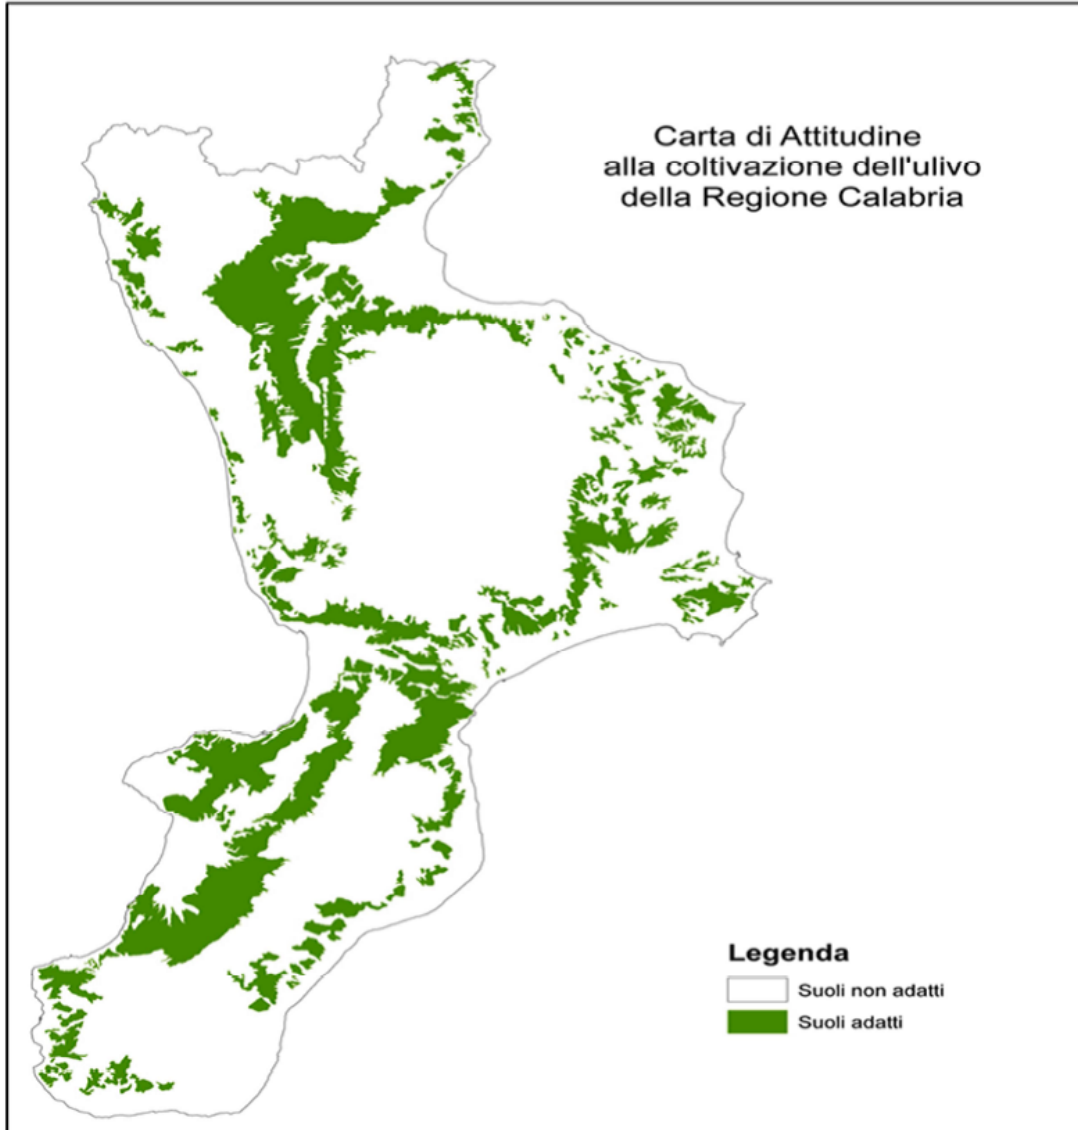 Carta di Attitudine
alla coltivazione dell'ulivo
della Regione Calabria
Legenda
Suoli non adatti
Suoli adatti